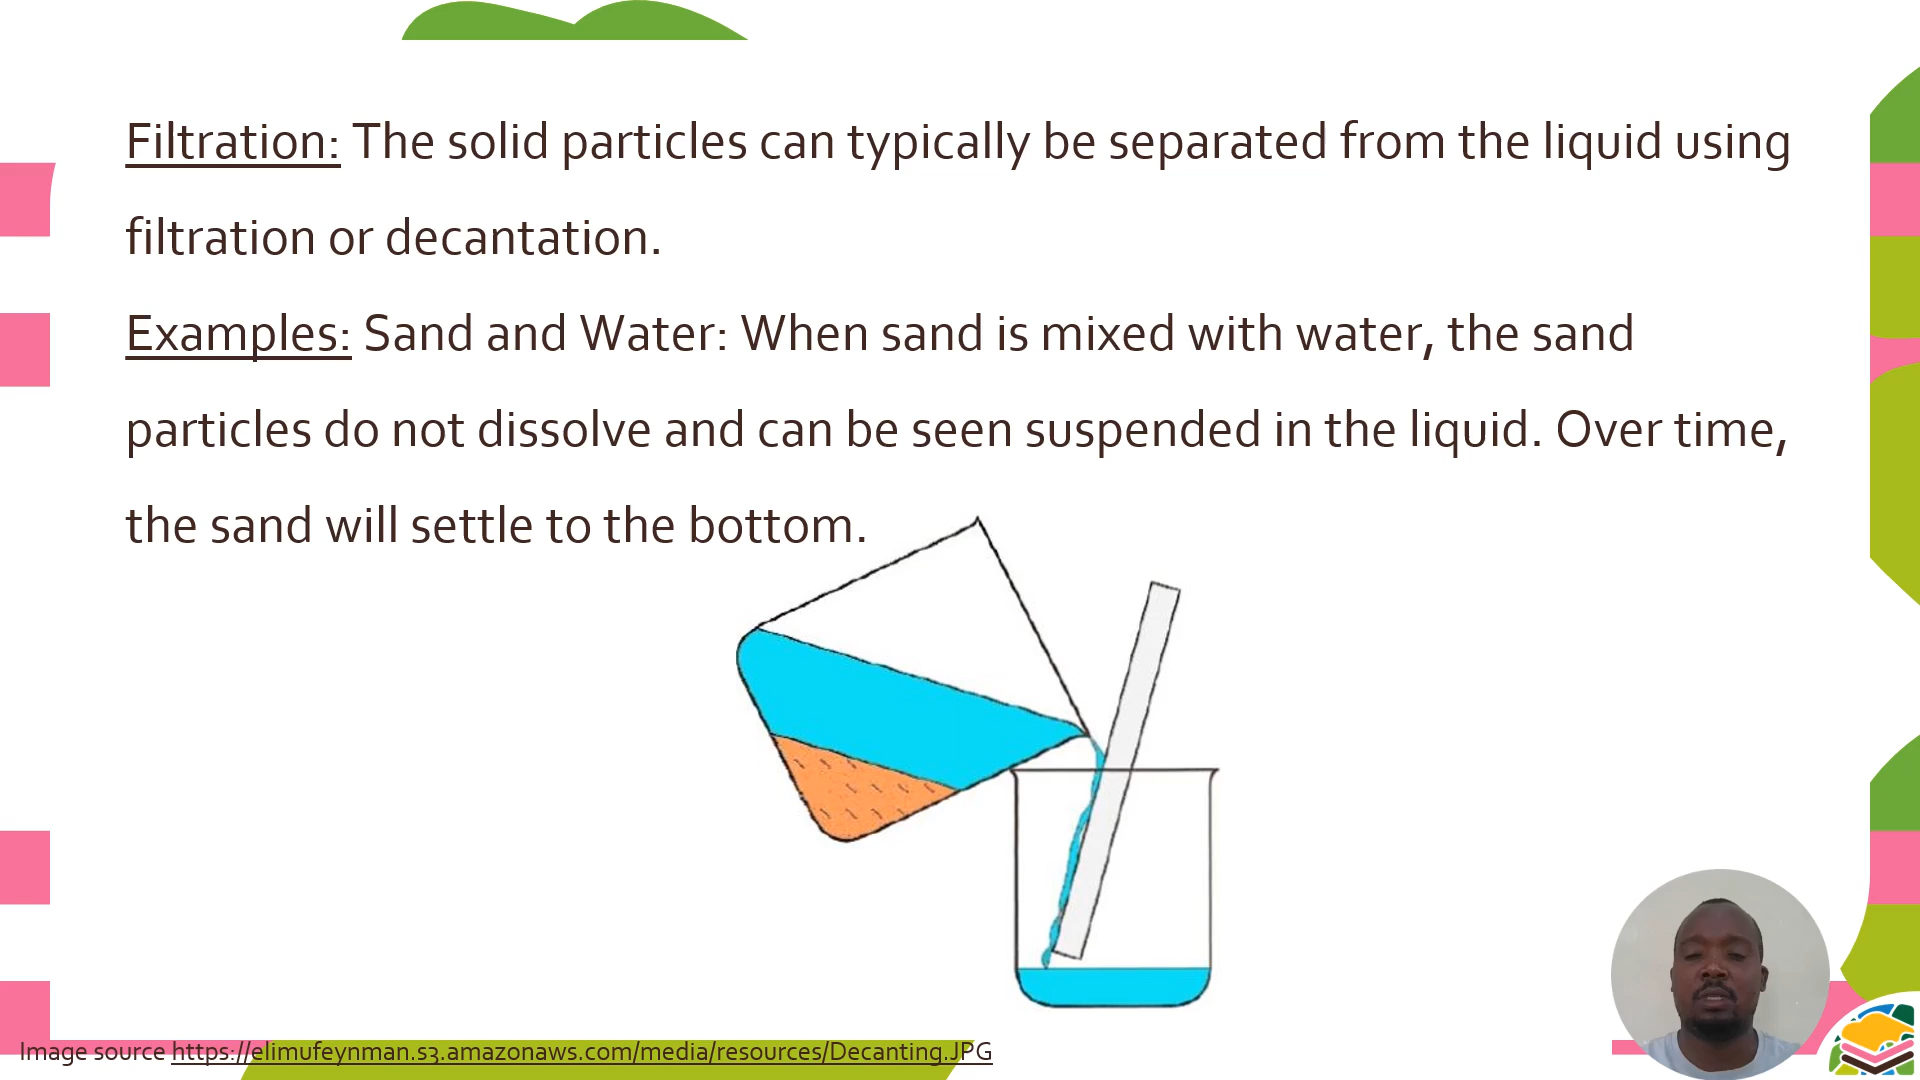 Filtration: The solid particles can typically be separated from the liquid using
filtration or decantation.
Examples: Sand and Water: When sand is mixed with water, the sand
particles do not dissolve and can be seen suspended in the liquid. Over time,
the sand will settle to the bottom.
Image source https://elimufeynman.s3.amazonaws.com/media/resources/Decanting.JPG